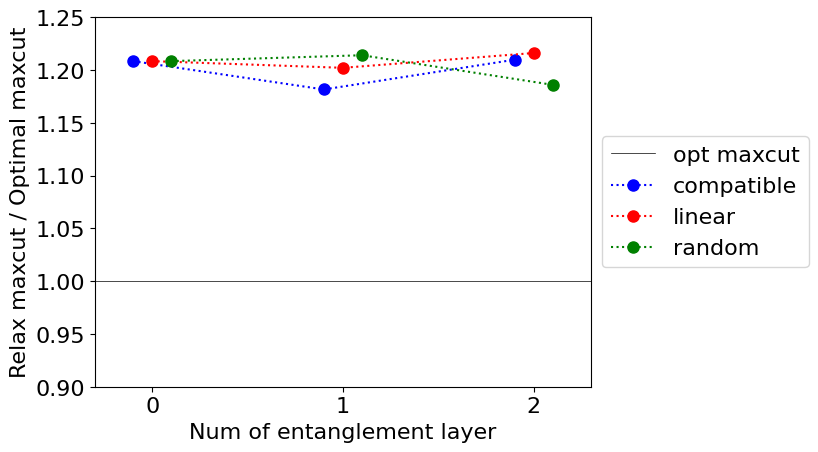 Relax maxcut / Optimal maxcut
1.25
1.20
1.15
1.10
1.05
1.00
0.95
0.90
0 1 2
Num of entanglement layer
opt maxcut
compatible
linear
random